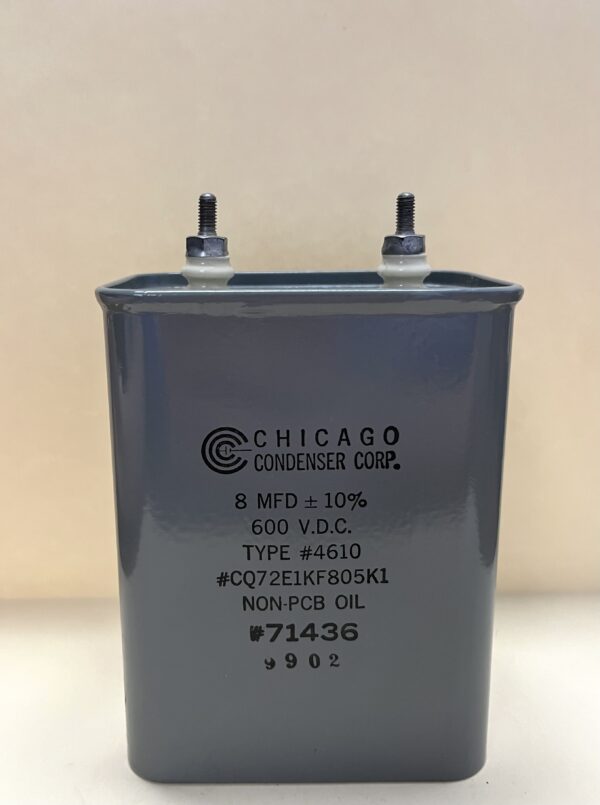 CHICAGO
CONDENSER CORP.
8 MFD ± 10%
600 V.D.C.
TYPE #4610
#CQ72E1KF805K1
NON-PCB OIL
#71436
9902